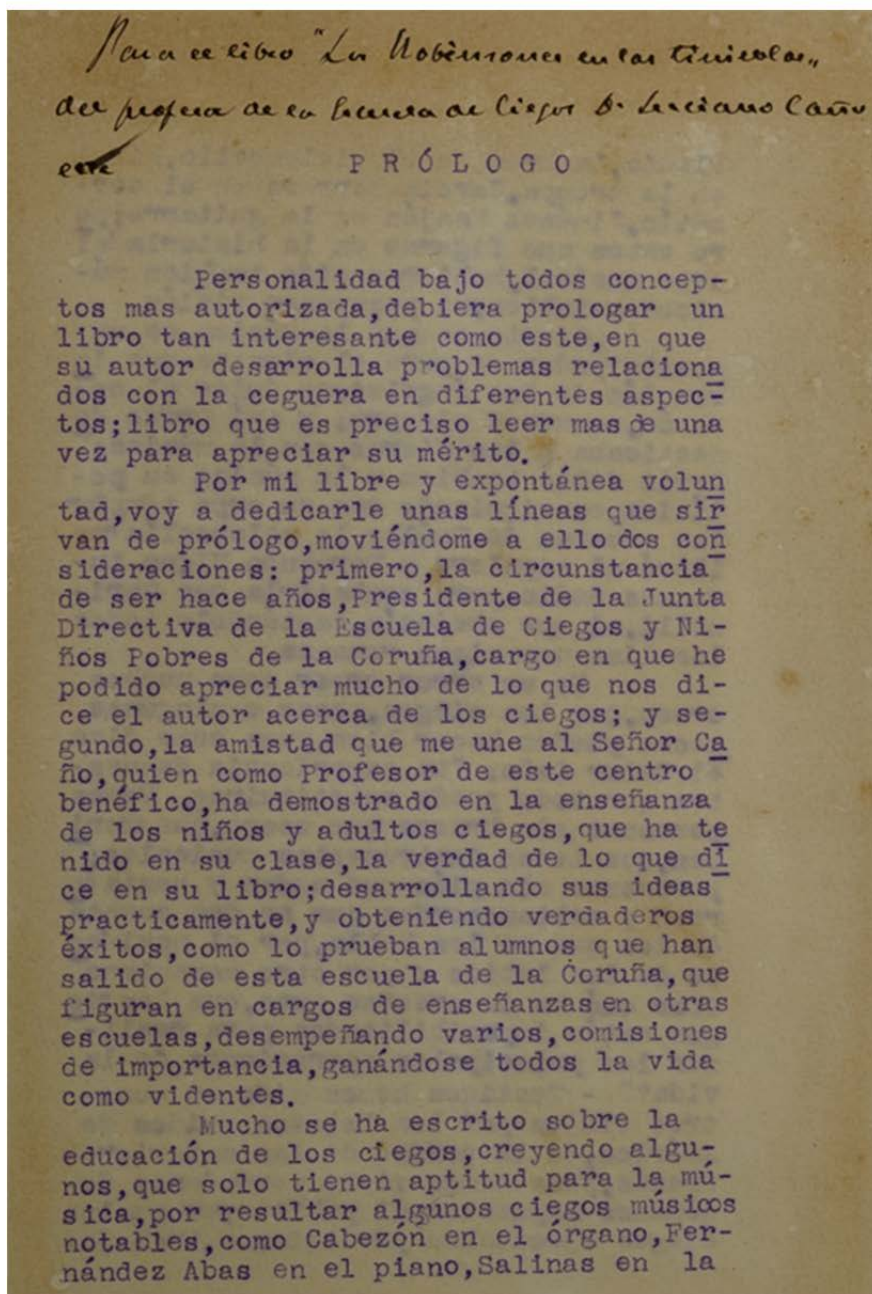 Para el libro "Los Robinsones en las tinieblas"
del profesor de la Escuela de Ciegos D. Luciano Caño
PRÓLOGO
Personalidad bajo todos concep-
tos mas autorizada,debiera prologar un
libro tan interesante como este,en que
su autor desarrolla problemas relaciona
dos con la ceguera en diferentes aspec-
tos;libro que es preciso leer mas de una
vez para apreciar su mérito.
Por mi libre y expontánea volun
tad,voy a dedicarle unas líneas que sir
van de prólogo,moviéndome a ello dos con
sideraciones: primero,la circunstancia
de ser hace años,Presidente de la Junta
Directiva de la Escuela de Ciegos y Ni-
ños Pobres de la Coruña,cargo en que he
podido apreciar mucho de lo que nos di-
ce el autor acerca de los ciegos; y se-
gundo,la amistad que me une al Señor Ca
ño,quien como Profesor de este centro
benéfico,ha demostrado en la enseñanza
de los niños y adultos ciegos,que ha te
nido en su clase,la verdad de lo que di
ce en su libro;desarrollando sus ideas
practicamente,y obteniendo verdaderos
éxitos,como lo prueban alumnos que han
salido de esta escuela de la Coruña,que
figuran en cargos de enseñanzas en otras
escuelas,desempeñando varios,comisiones
de importancia,ganándose todos la vida
como videntes.
Mucho se ha escrito sobre la
educación de los ciegos,creyendo algu-
nos,que solo tienen aptitud para la mú-
sica,por resultar algunos ciegos músicos
notables,como Cabezón en el órgano,Fer-
nández Abas en el piano,Salinas en la